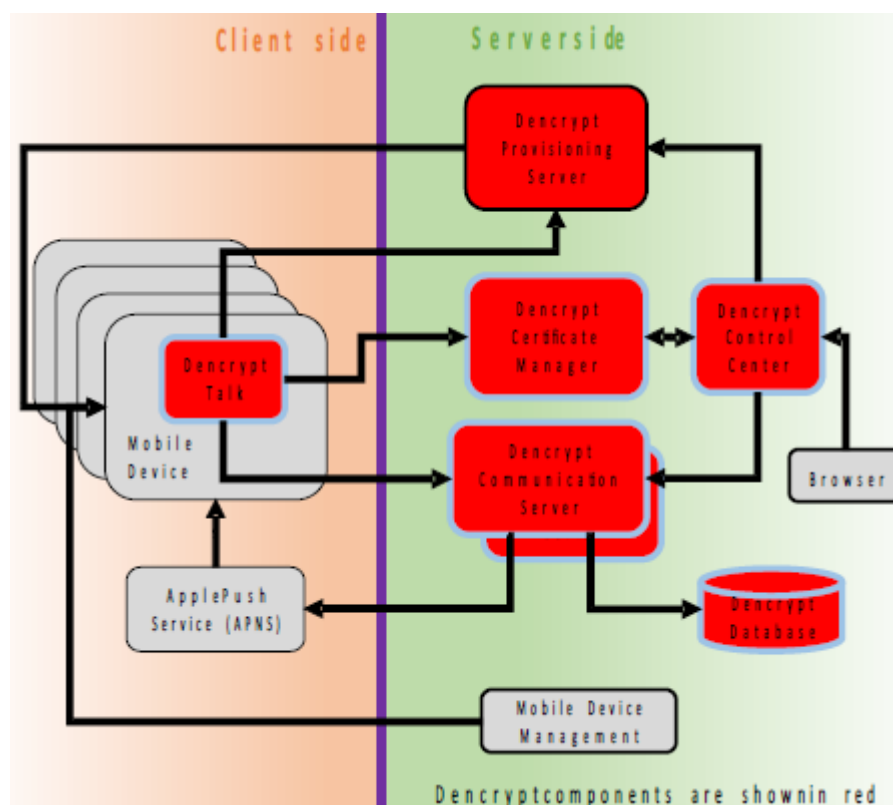 Client side
Serverside
Dencrypt
Provisioning
Server
Dencrypt
Certificate
Manager
Dencrypt
Control
Center
Dencrypt
Talk
Mobile
Device
Dencrypt
Communication
Server
Browser
ApplePush
Service (APNS)
Dencrypt
Database
Mobile Device
Management
Dencryptcomponents are shownin red